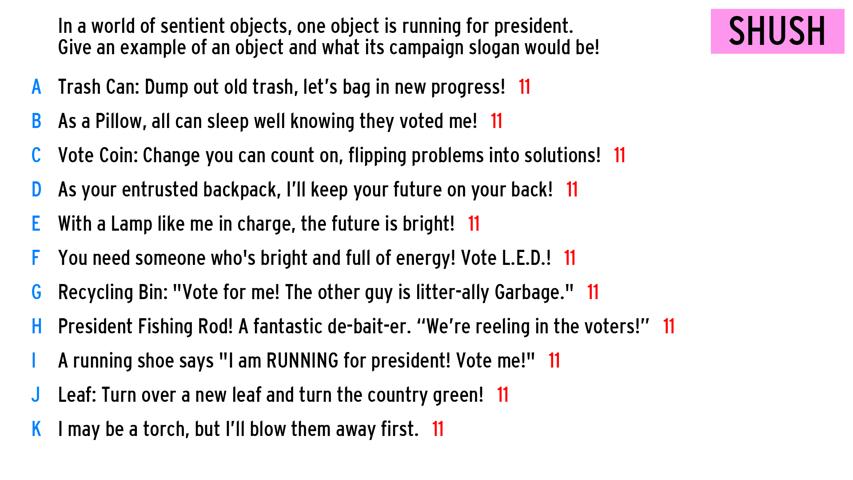 In a world of sentient objects, one object is running for president.
Give an example of an object and what its campaign slogan would be!
SHUSH
A Trash Can: Dump out old trash, let’s bag in new progress! 11
B As a Pillow, all can sleep well knowing they voted me! 11
C Vote Coin: Change you can count on, flipping problems into solutions! 11
D As your entrusted backpack, I’ll keep your future on your back! 11
E With a Lamp like me in charge, the future is bright! 11
F You need someone who's bright and full of energy! Vote L.E.D.! 11
G Recycling Bin: "Vote for me! The other guy is litter-ally Garbage." 11
H President Fishing Rod! A fantastic de-bait-er. “We’re reeling in the voters!” 11
I A running shoe says "I am RUNNING for president! Vote me!" 11
J Leaf: Turn over a new leaf and turn the country green! 11
K I may be a torch, but I’ll blow them away first. 11